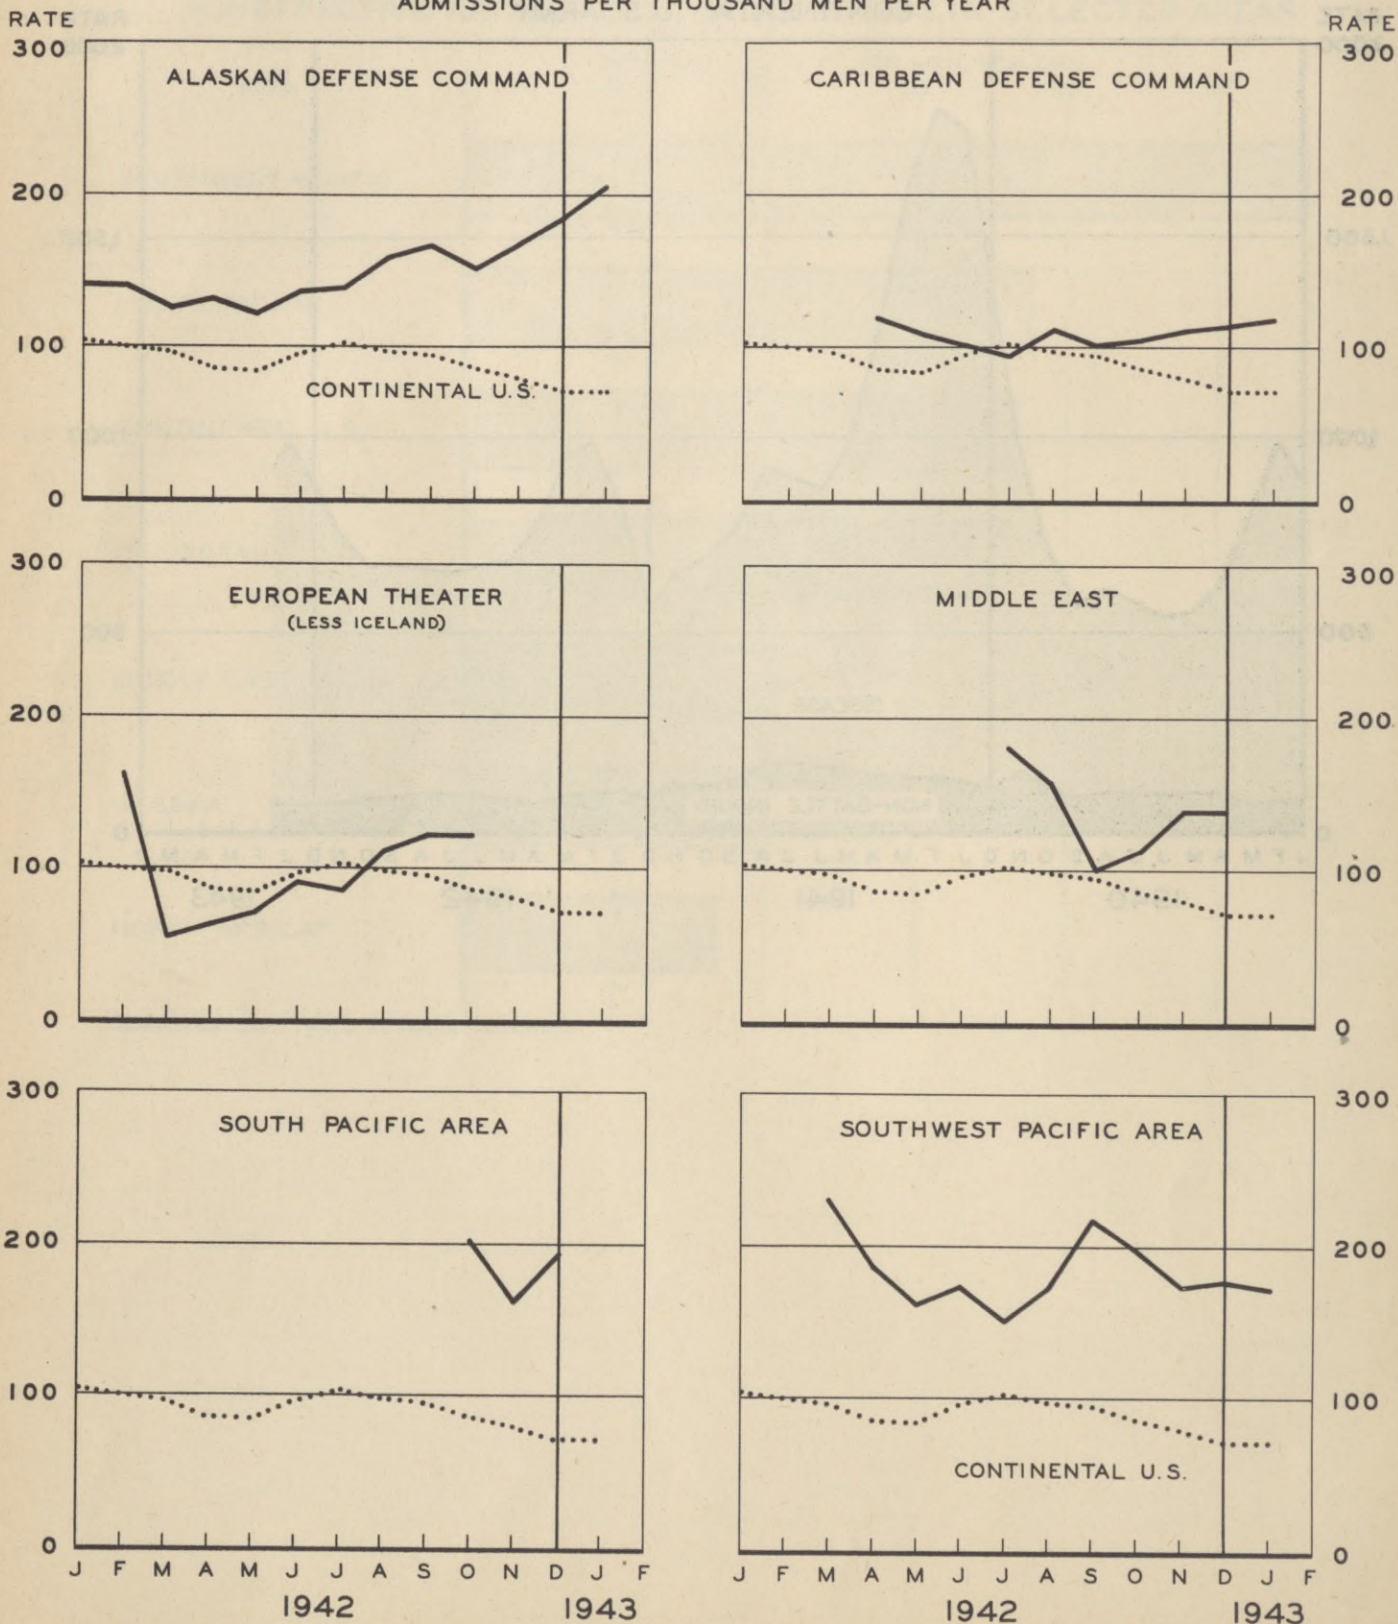 ADMISSIONS PER THOUSAND MEN PER YEAR
RATE
RATE
300
200
100
0
ALASKAN DEFENSE COMMAND
CONTINENTAL U.S.
CARIBBEAN DEFENSE COMMAND
300
200
100
0
300
200
100
0
EUROPEAN THEATER
(LESS ICELAND)
MIDDLE EAST
300
200
100
0
300
200
100
0
SOUTH PACIFIC AREA
SOUTHWEST PACIFIC AREA
CONTINENTAL U.S.
300
200
100
0
J F M A M J J A S O N D J F
1942 1943
J F M A M J J A S O N D J F
1942 1943